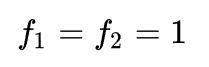 f₁ = f₂ = 1